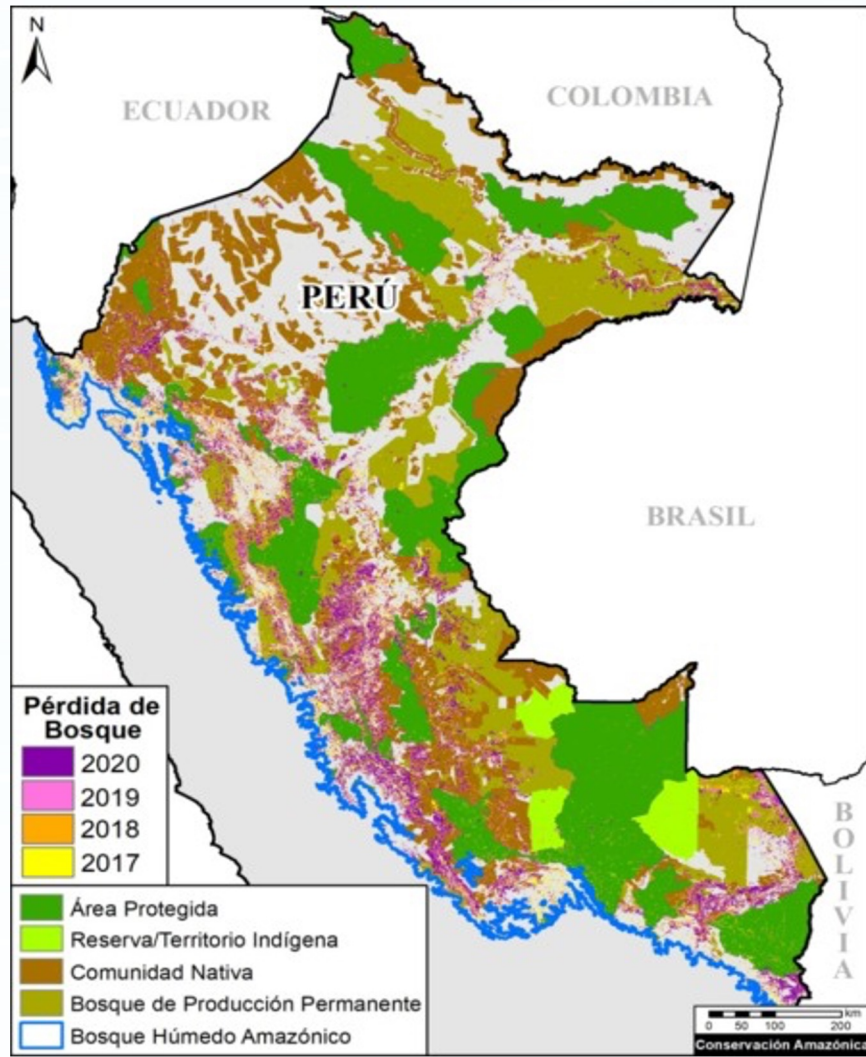 N
ECUADOR
COLOMBIA
PERÚ
BRASIL
BOLIVIA
Pérdida de
Bosque
2020
2019
2018
2017
Área Protegida
Reserva/Territorio Indígena
Comunidad Nativa
Bosque de Producción Permanente
Bosque Húmedo Amazónico
km
0 50 100 200
Conservación Amazónica